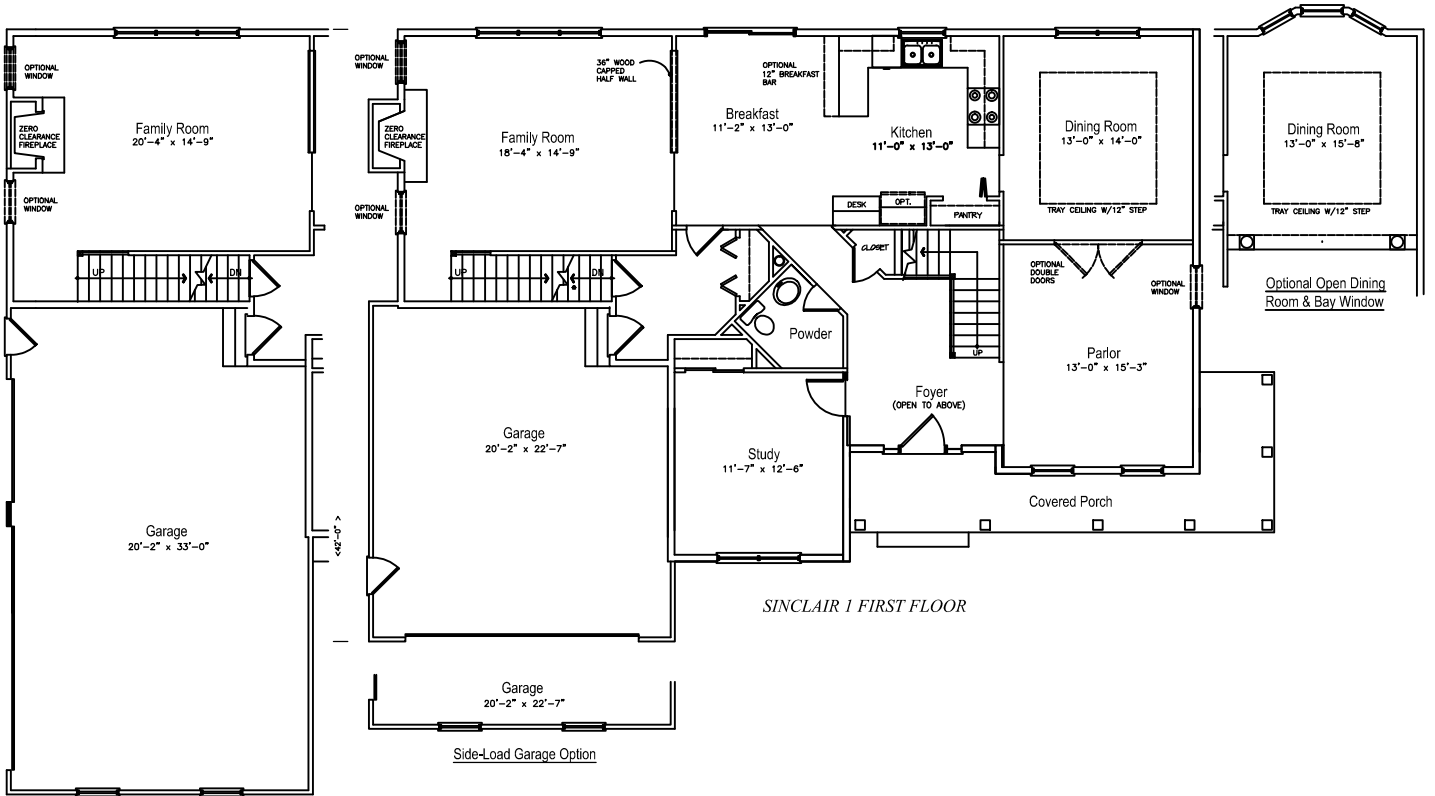 OPTIONAL
WINDOW
ZERO
CLEARANCE
FIREPLACE
Family Room
20'-4" x 14'-9"
OPTIONAL
WINDOW
UP
DN
Garage
20'-2" x 33'-0"
<42'-0" >
OPTIONAL
WINDOW
ZERO
CLEARANCE
FIREPLACE
OPTIONAL
WINDOW
36" WOOD
CAPPED
HALF WALL
Family Room
18'-4" x 14'-9"
UP
DN
Garage
20'-2" x 22'-7"
Garage
20'-2" x 22'-7"
Side-Load Garage Option
OPTIONAL
12" BREAKFAST
BAR
Breakfast
11'-2" x 13'-0"
Kitchen
11'-0" x 13'-0"
DESK
OPT.
PANTRY
CLOSET
Powder
UP
Foyer
(OPEN TO ABOVE)
Study
11'-7" x 12'-6"
Dining Room
13'-0" x 14'-0"
TRAY CEILING W/12" STEP
OPTIONAL
DOUBLE
DOORS
OPTIONAL
WINDOW
Parlor
13'-0" x 15'-3"
Covered Porch
SINCLAIR 1 FIRST FLOOR
Dining Room
13'-0" x 15'-8"
TRAY CEILING W/12" STEP
Optional Open Dining
Room & Bay Window